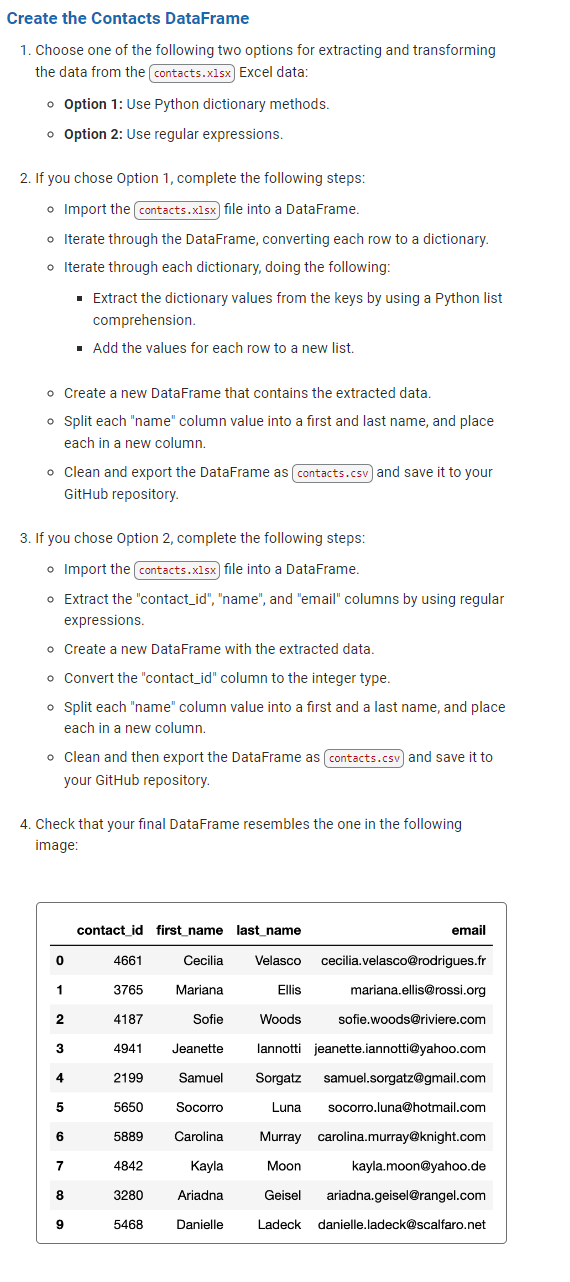 Create the Contacts DataFrame
1. Choose one of the following two options for extracting and transforming
the data from the contacts.xlsx Excel data:
Option 1: Use Python dictionary methods.
Option 2: Use regular expressions.
2. If you chose Option 1, complete the following steps:
Import the contacts.xlsx file into a DataFrame.
Iterate through the DataFrame, converting each row to a dictionary.
Iterate through each dictionary, doing the following:
Extract the dictionary values from the keys by using a Python list
comprehension.
Add the values for each row to a new list.
Create a new DataFrame that contains the extracted data.
Split each "name" column value into a first and last name, and place
each in a new column.
Clean and export the DataFrame as contacts.csv and save it to your
GitHub repository.
3. If you chose Option 2, complete the following steps:
Import the contacts.xlsx file into a DataFrame.
Extract the "contact_id", "name", and "email" columns by using regular
expressions.
Create a new DataFrame with the extracted data.
Convert the "contact_id" column to the integer type.
Split each "name" column value into a first and a last name, and place
each in a new column.
Clean and then export the DataFrame as contacts.csv and save it to
your GitHub repository.
4. Check that your final DataFrame resembles the one in the following
image:
contact_id first_name last_name email
0 4661 Cecilia Velasco cecilia.velasco@rodrigues.fr
1 3765 Mariana Ellis mariana.ellis@rossi.org
2 4187 Sofie Woods sofie.woods@riviere.com
3 4941 Jeanette Iannotti jeanette.iannotti@yahoo.com
4 2199 Samuel Sorgatz samuel.sorgatz@gmail.com
5 5650 Socorro Luna socorro.luna@hotmail.com
6 5889 Carolina Murray carolina.murray@knight.com
7 4842 Kayla Moon kayla.moon@yahoo.de
8 3280 Ariadna Geisel ariadna.geisel@rangel.com
9 5468 Danielle Ladeck danielle.ladeck@scalfaro.net